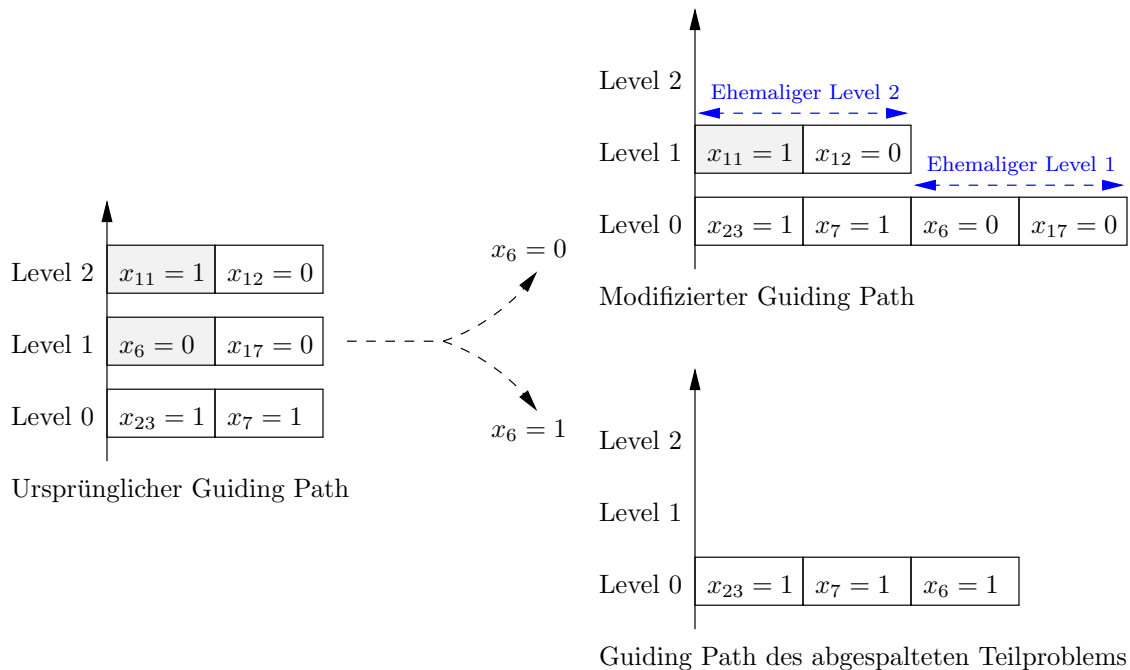 Level 2
x₁₁ = 1 x₁₂ = 0
Level 1
x₆ = 0 x₁₇ = 0
Level 0
x₂₃ = 1 x₇ = 1
Ursprünglicher Guiding Path
x₆ = 0
x₆ = 1
Level 2
Ehemaliger Level 2
Level 1
x₁₁ = 1 x₁₂ = 0
Ehemaliger Level 1
Level 0
x₂₃ = 1 x₇ = 1 x₆ = 0 x₁₇ = 0
Modifizierter Guiding Path
Level 2
Level 1
Level 0
x₂₃ = 1 x₇ = 1 x₆ = 1
Guiding Path des abgespalteten Teilproblems